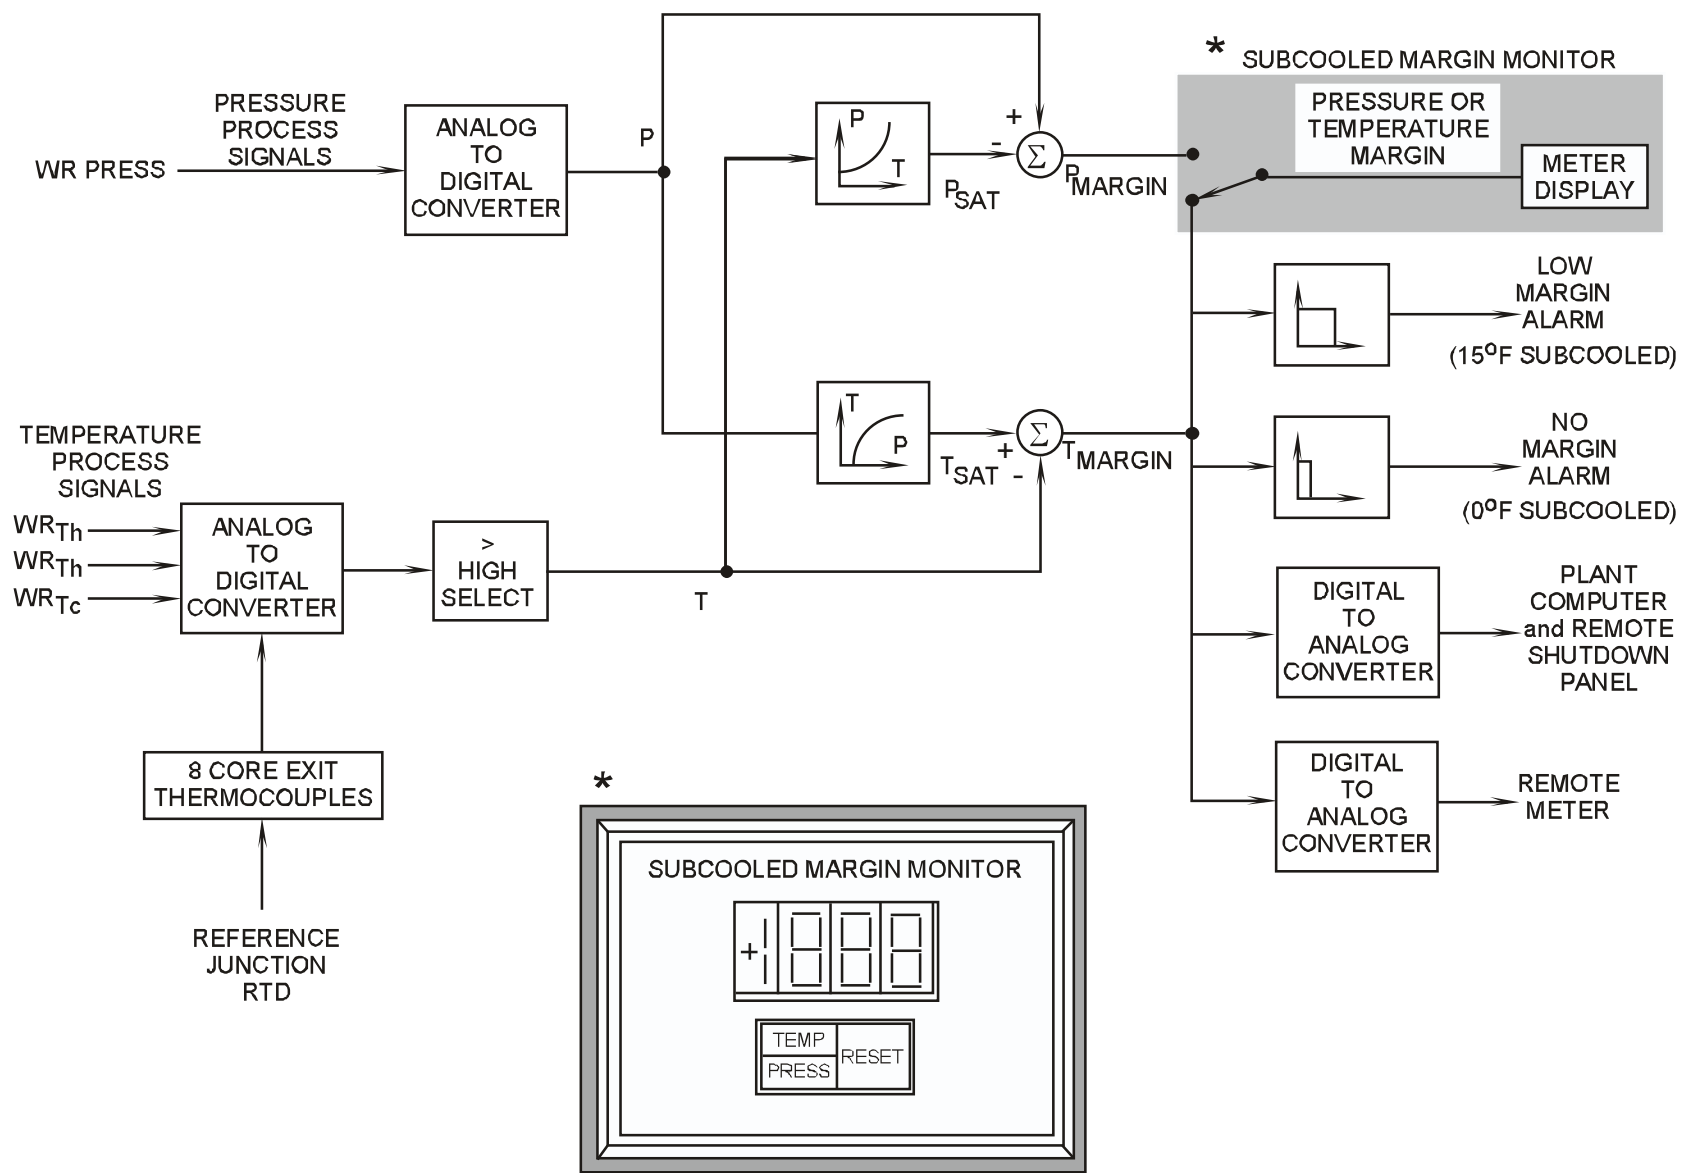 * SUBCOOLED MARGIN MONITOR
PRESSURE OR
TEMPERATURE
MARGIN
METER
DISPLAY
PRESSURE
PROCESS
SIGNALS
WR PRESS
ANALOG
TO
DIGITAL
CONVERTER
P
P
T
+
-
Σ
PSAT
PMARGIN
LOW
MARGIN
ALARM
(15°F SUBCOOLED)
T
P
TSAT
+
-
Σ
TMARGIN
NO
MARGIN
ALARM
(0°F SUBCOOLED)
TEMPERATURE
PROCESS
SIGNALS
WRTh
WRTh
WRTc
ANALOG
TO
DIGITAL
CONVERTER
>
HIGH
SELECT
T
DIGITAL
TO
ANALOG
CONVERTER
PLANT
COMPUTER
and REMOTE
SHUTDOWN
PANEL
8 CORE EXIT
THERMOCOUPLES
REFERENCE
JUNCTION
RTD
DIGITAL
TO
ANALOG
CONVERTER
REMOTE
METER
*
SUBCOOLED MARGIN MONITOR
+1888
TEMP
PRESS
RESET